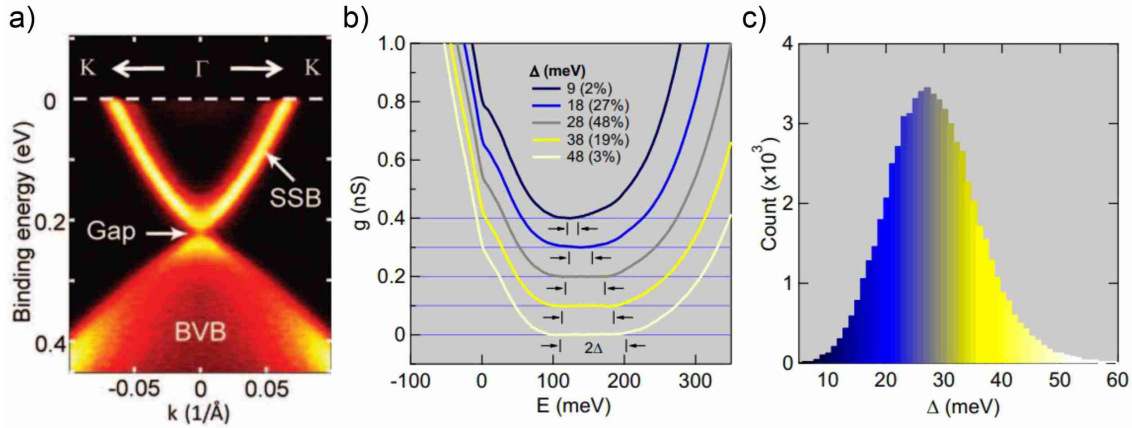 a)
K Γ K
0
0.2
0.4
Binding energy (eV)
SSB
Gap
BVB
-0.05 0 0.05
k (1/Å)
b)
1.0
0.8
0.6
0.4
0.2
0
g (nS)
Δ (meV)
9 (2%)
18 (27%)
28 (48%)
38 (19%)
48 (3%)
2Δ
-100 0 100 200 300
E (meV)
c)
4
3
2
1
0
Count (x10³)
10 20 30 40 50 60
Δ (meV)